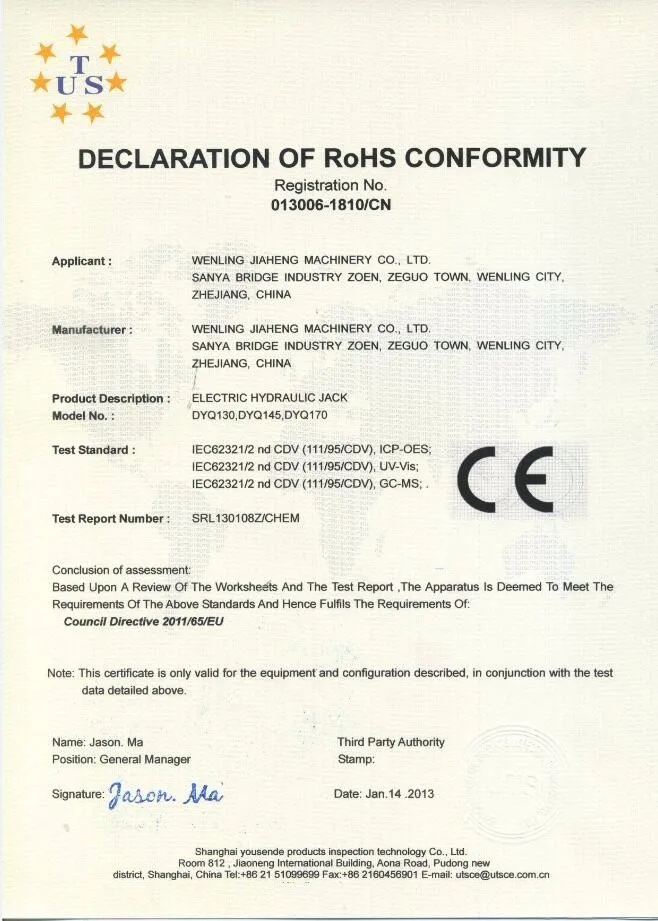 T
US
DECLARATION OF RoHS CONFORMITY
Registration No.
013006-1810/CN
Applicant : WENLING JIAHENG MACHINERY CO., LTD.
SANYA BRIDGE INDUSTRY ZOEN, ZEGUO TOWN, WENLING CITY,
ZHEJIANG, CHINA
Manufacturer : WENLING JIAHENG MACHINERY CO., LTD.
SANYA BRIDGE INDUSTRY ZOEN, ZEGUO TOWN, WENLING CITY,
ZHEJIANG, CHINA
Product Description : ELECTRIC HYDRAULIC JACK
Model No. : DYQ130,DYQ145,DYQ170
Test Standard : IEC62321/2 nd CDV (111/95/CDV), ICP-OES;
IEC62321/2 nd CDV (111/95/CDV), UV-Vis;
IEC62321/2 nd CDV (111/95/CDV), GC-MS; .
CE
Test Report Number : SRL130108Z/CHEM
Conclusion of assessment:
Based Upon A Review Of The Worksheets And The Test Report ,The Apparatus Is Deemed To Meet The
Requirements Of The Above Standards And Hence Fulfils The Requirements Of:
Council Directive 2011/65/EU
Note: This certificate is only valid for the equipment and configuration described, in conjunction with the test
data detailed above.
Name: Jason. Ma Third Party Authority
Position: General Manager Stamp:
Signature: Jason. Ma Date: Jan.14 .2013
Shanghai yousende products inspection technology Co., Ltd.
Room 812 , Jiaoneng International Building, Aona Road, Pudong new
district, Shanghai, China Tel:+86 21 51099699 Fax:+86 2160456901 E-mail: utsce@utsce.com.cn